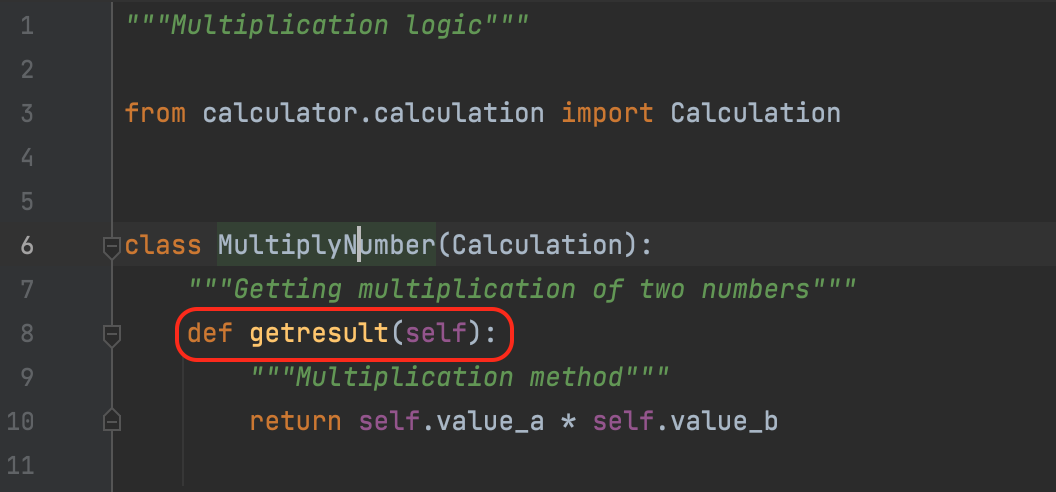 1 """Multiplication logic"""
2
3 from calculator.calculation import Calculation
4
5
6 class MultiplyNumber(Calculation):
7 """Getting multiplication of two numbers"""
8 def getresult(self):
9 """Multiplication method"""
10 return self.value_a * self.value_b
11